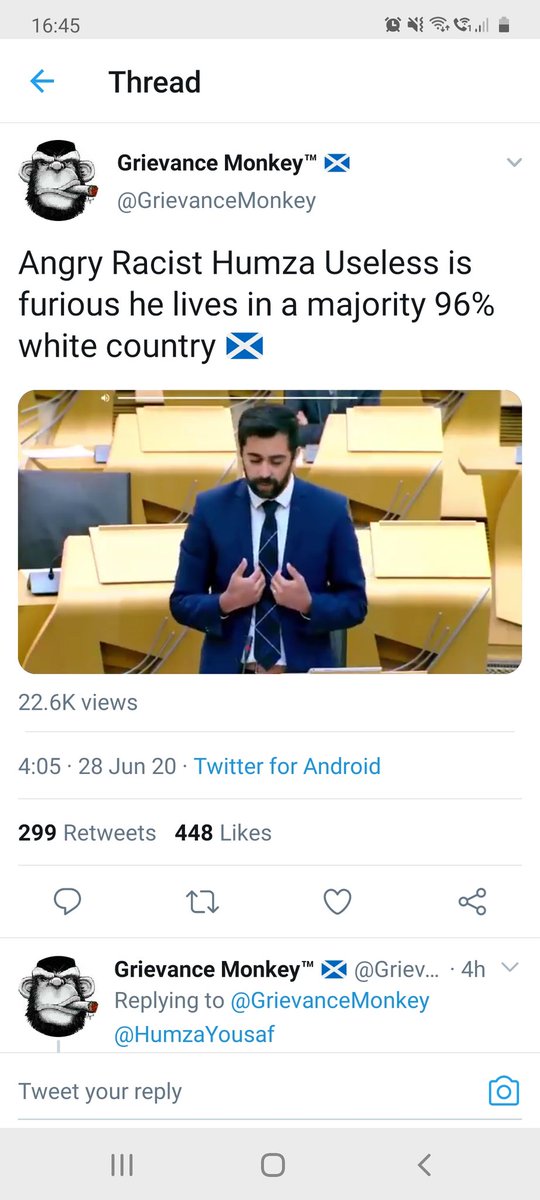 16:45
Thread
Grievance Monkey™ 🏴󠁧󠁢󠁳󠁣󠁴󠁿
@GrievanceMonkey
Angry Racist Humza Useless is
furious he lives in a majority 96%
white country 🏴󠁧󠁢󠁳󠁣󠁴󠁿
22.6K views
4:05 · 28 Jun 20 · Twitter for Android
299 Retweets 448 Likes
Grievance Monkey™ 🏴󠁧󠁢󠁳󠁣󠁴󠁿 @Griev... · 4h
Replying to @GrievanceMonkey
@HumzaYousaf
Tweet your reply